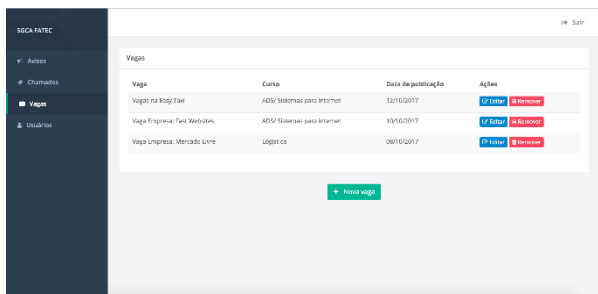 SGCA FATEC
Sair
Avisos
Chamados
Vagas
Usuários
Vagas
Vaga Curso Data de publicação Ações
Vagas na Easy Taxi ADS/ Sistemas para Internet 12/10/2017 Editar Remover
Vaga Empresa: Fast Websites ADS/ Sistemas para Internet 10/10/2017 Editar Remover
Vaga Empresa: Mercado Livre Logística 08/10/2017 Editar Remover
+ Nova vaga